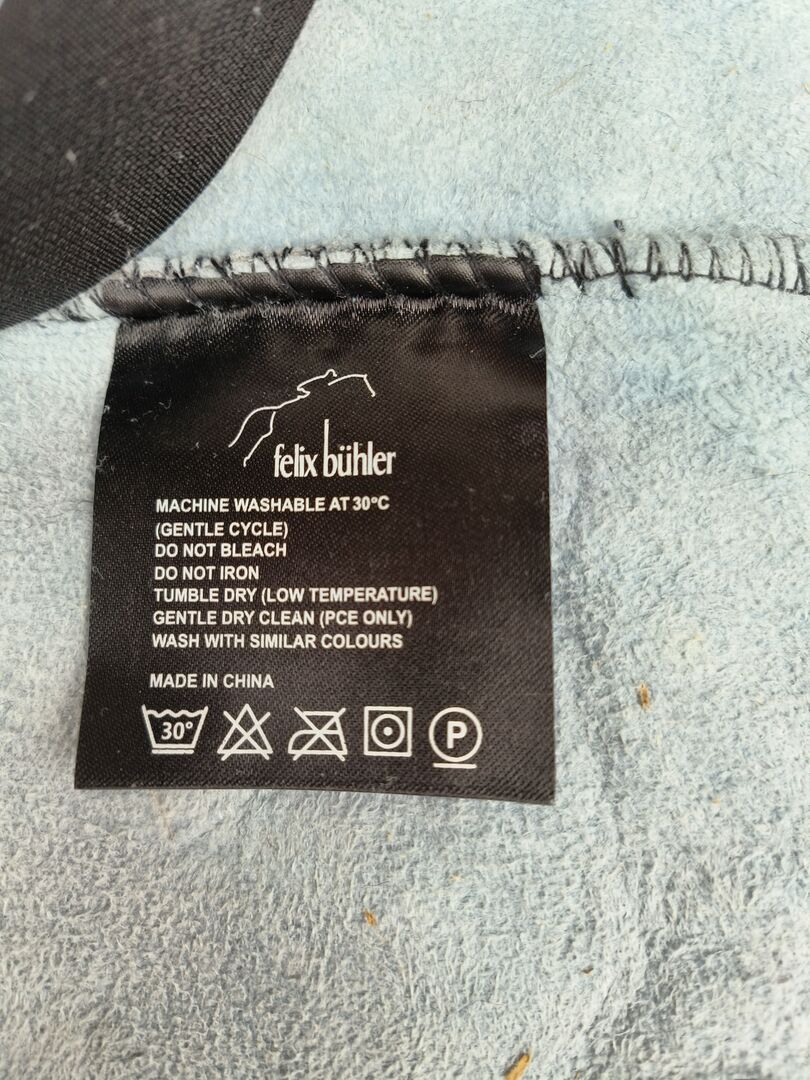 felix bühler
MACHINE WASHABLE AT 30°C
(GENTLE CYCLE)
DO NOT BLEACH
DO NOT IRON
TUMBLE DRY (LOW TEMPERATURE)
GENTLE DRY CLEAN (PCE ONLY)
WASH WITH SIMILAR COLOURS
MADE IN CHINA
30° P